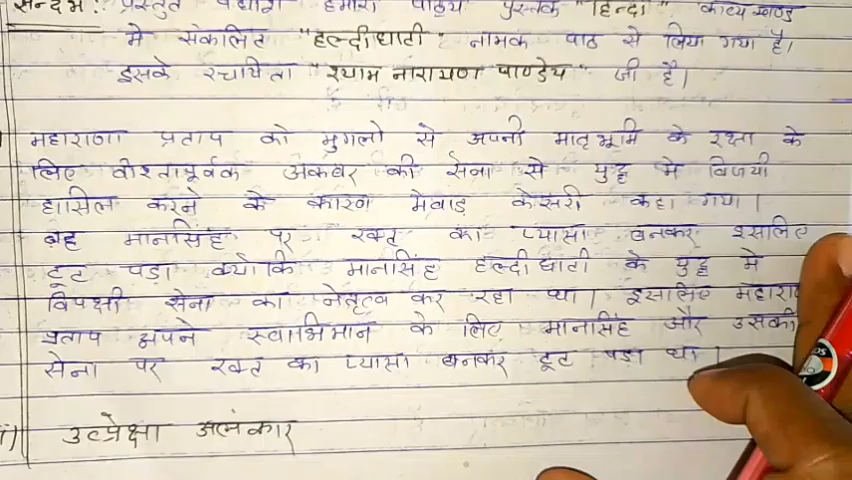 सन्दर्भ: प्रस्तुत पद्यांश हमारी पाठ्य पुस्तक "हिन्दी" काव्य खण्ड
मे संकलित "हल्दीघाटी" नामक पाठ से लिया गया है।
इसके रचयिता "श्याम नारायण पाण्डेय" जी है।
महाराणा प्रताप को मुगलो से अपनी मातृभूमि के रक्षा के
लिए वीरतापूर्वक अकबर की सेना से युद्ध मे विजयी
हासिल करने के कारण मेवाड़ केसरी कहा गया।
वह मानसिंह पर रक्त का प्यासा बनकर इसलिए
टूट पड़ा क्योकि मानसिंह हल्दीघाटी के युद्ध मे
विपक्षी सेना का नेतृत्व कर रहा था। इसलिए
प्रताप अपने स्वाभिमान के लिए मानसिंह और उसकी
सेना पर रक्त का प्यासा बनकर टूट पड़ा था।
उत्प्रेक्षा अलंकार